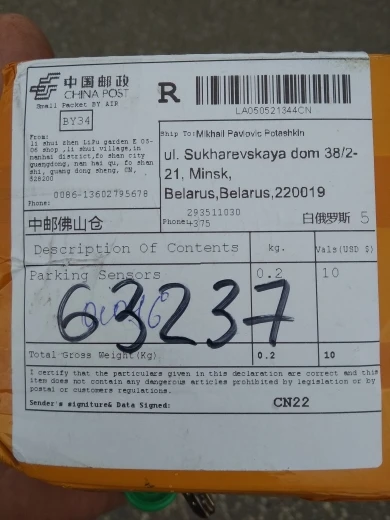 中国邮政
CHINA POST
Small Packet BY AIR
BY34
R
LA050521344CN
From:
li shui zhen LiPu garden E 05-
06 shop ,li shui village,in
nanhai district,fo shan city
guangdong, nan hai qu, fo shan
shi, guang dong sheng, CN,
528200
0086-13602795678
Phone:
Ship To:Mikhail Pavlovic Potashkin
ul. Sukharevskaya dom 38/2-
21, Minsk,
Belarus,Belarus,220019
293511030
Phone:+375
中邮佛山仓
白俄罗斯 5
Description Of Contents kg. Vals(USD $)
Parking Sensors 0.2 10
63237
Total Gross Weight(Kg) 0.2 10
I certify that the particulars given in this declaration are correct and this
item does not contain any dangerous articles prohibited by legislation or by
postal or customers regulations.
Sender's signiture& Data Signed: CN22